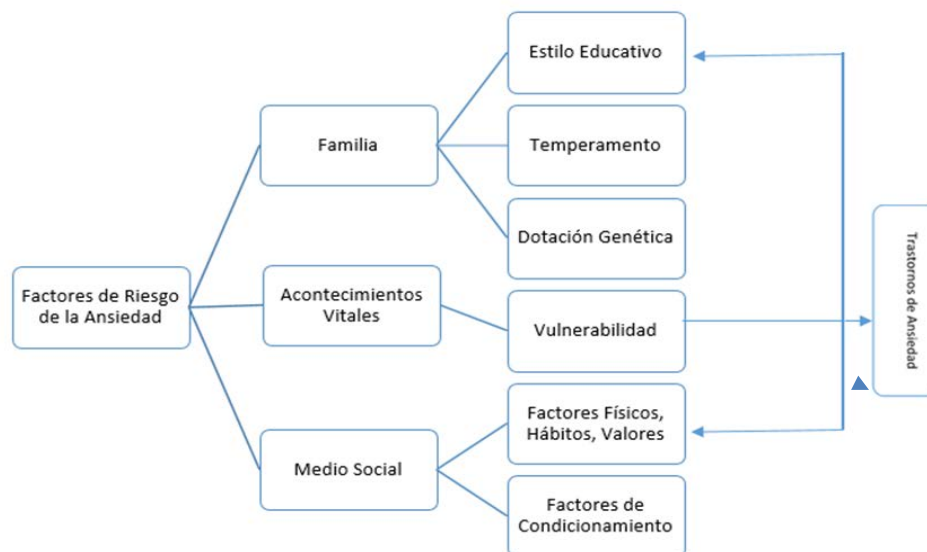 Estilo Educativo
Familia
Temperamento
Dotación Genética
Factores de Riesgo
de la Ansiedad
Acontecimientos
Vitales
Vulnerabilidad
Trastornos de Ansiedad
Factores Físicos,
Hábitos, Valores
Medio Social
Factores de
Condicionamiento